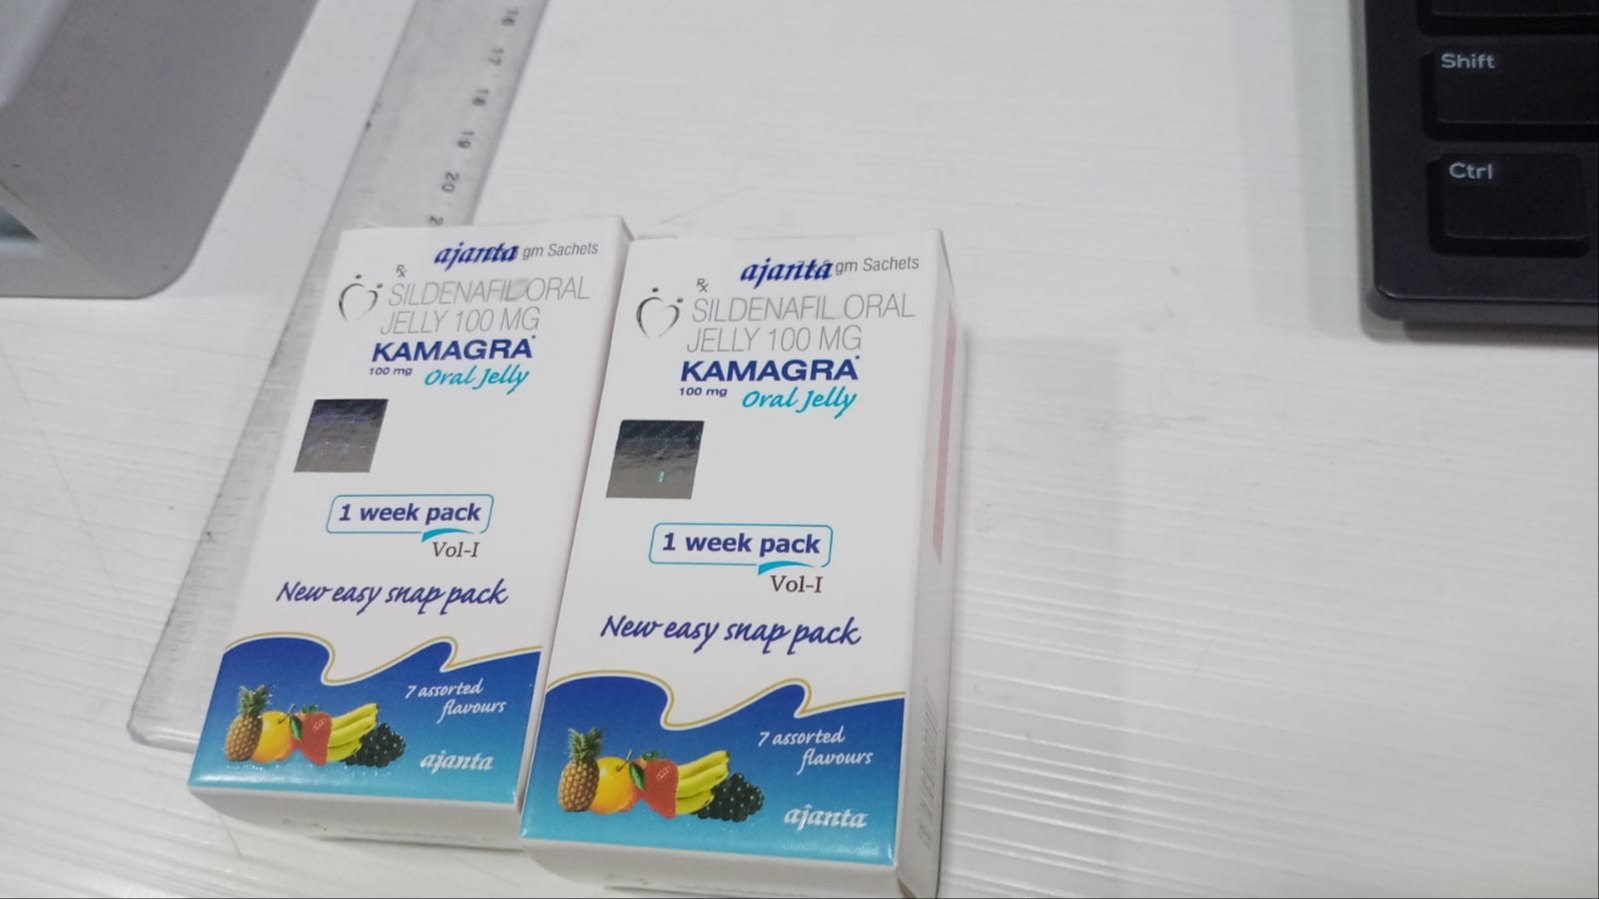 16
17
18
19
20
ajanta gm Sachets
Rx
SILDENAFIL ORAL
JELLY 100 MG
KAMAGRA
100 mg Oral Jelly
1 week pack
Vol-I
New easy snap pack
7 assorted
flavours
ajanta
ajanta gm Sachets
Rx
SILDENAFIL ORAL
JELLY 100 MG
KAMAGRA
100 mg Oral Jelly
1 week pack
Vol-I
New easy snap pack
7 assorted
flavours
ajanta
Shift
Ctrl